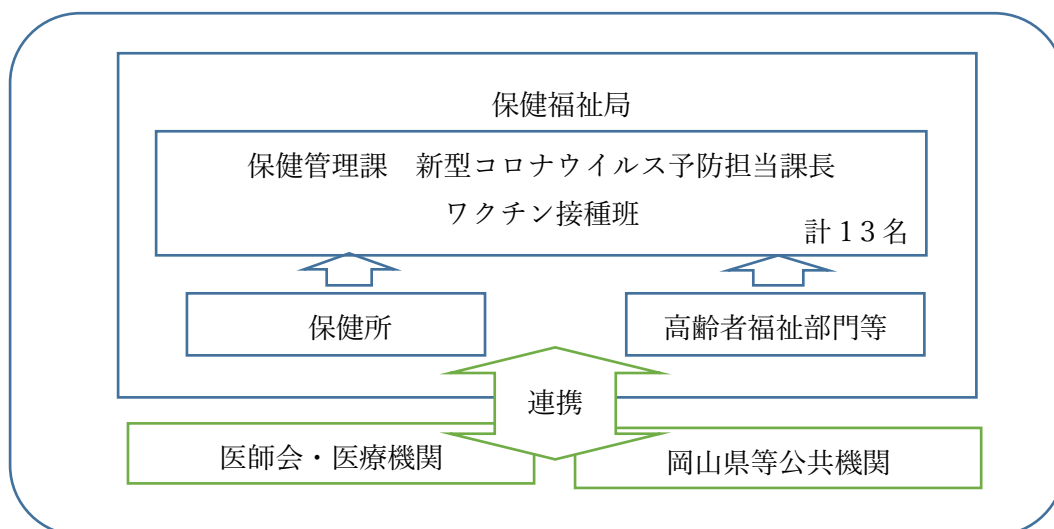 保健福祉局
保健管理課　新型コロナウイルス予防担当課長
ワクチン接種班
計１３名
保健所
高齢者福祉部門等
連携
医師会・医療機関
岡山県等公共機関